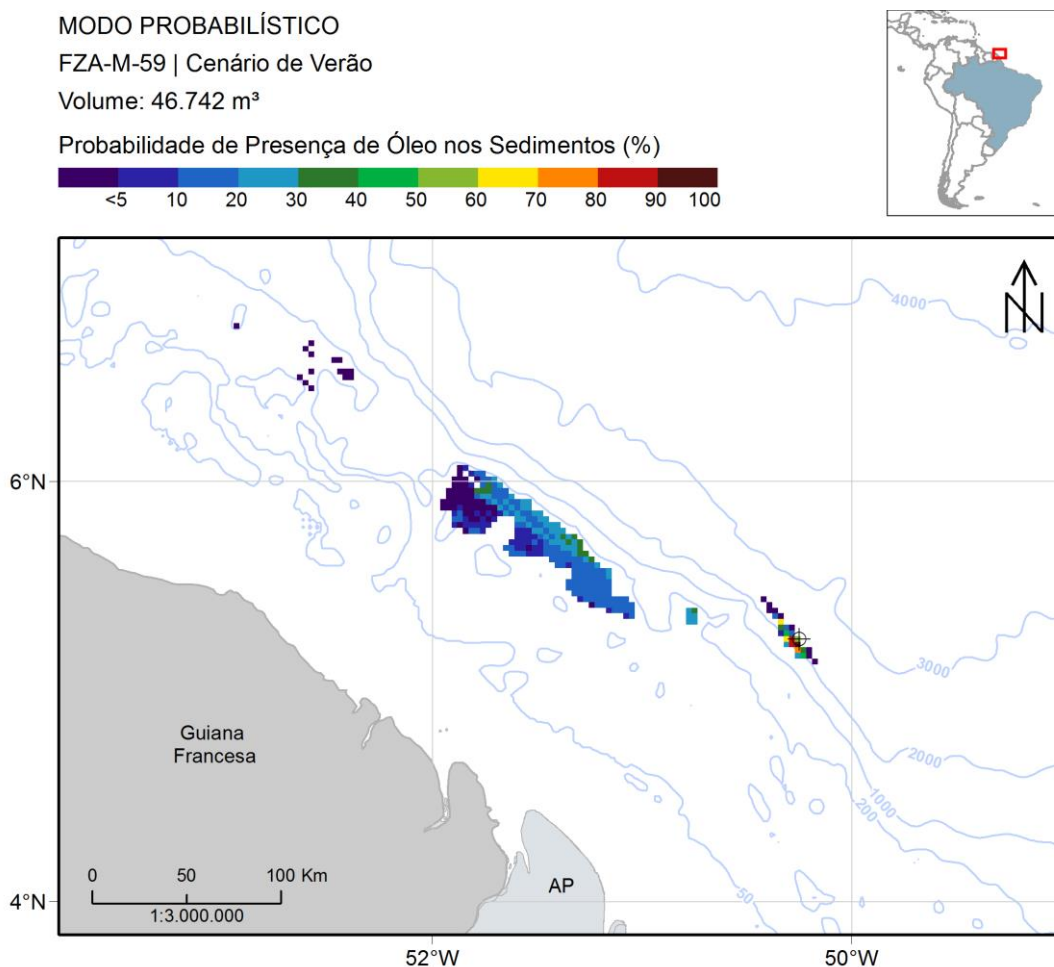 MODO PROBABILÍSTICO
FZA-M-59 | Cenário de Verão
Volume: 46.742 m³
Probabilidade de Presença de Óleo nos Sedimentos (%)
<5 10 20 30 40 50 60 70 80 90 100
4000
N
6°N
3000
Guiana
Francesa
2000
1000
200
50
AP
0 50 100 Km
1:3.000.000
4°N
52°W 50°W